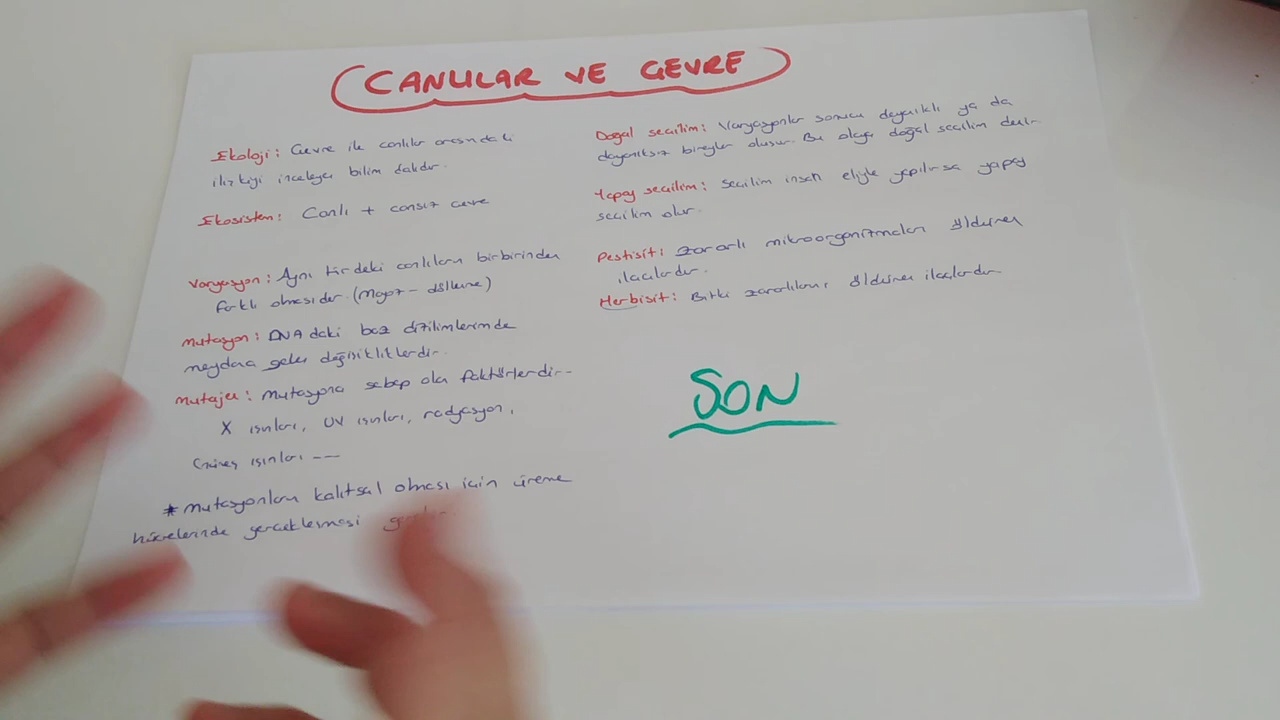 CANLILAR VE ÇEVRE
Ekoloji: Çevre ile canlılar arasındaki
ilişkiyi inceleyen bilim dalıdır.
Ekosistem: Canlı + cansız çevre
Varyasyon: Aynı türdeki canlıların birbirinden
farklı olmasıdır. (Mayoz - dölleme)
Mutasyon: DNA daki baz dizilimlerinde
meydana gelen değişikliklerdir.
Mutajen: Mutasyona sebep olan faktörlerdir.
X ışınları, UV ışınları, radyasyon,
Güneş ışınları ---
* Mutasyonların kalıtsal olması için üreme
hücrelerinde gerçekleşmesi
Doğal seçilim: Varyasyonlar sonucu dayanıklı ya da
dayanıksız bireyler oluşur. Bu olaya doğal seçilim denir.
Yapay seçilim: Seçilim insan eliyle yapılırsa yapay
seçilim olur.
Pestisit: Zararlı mikroorganizmaları öldüren
ilaçlardır.
Herbisit: Bitki zararlılarını öldüren ilaçlardır.
SON